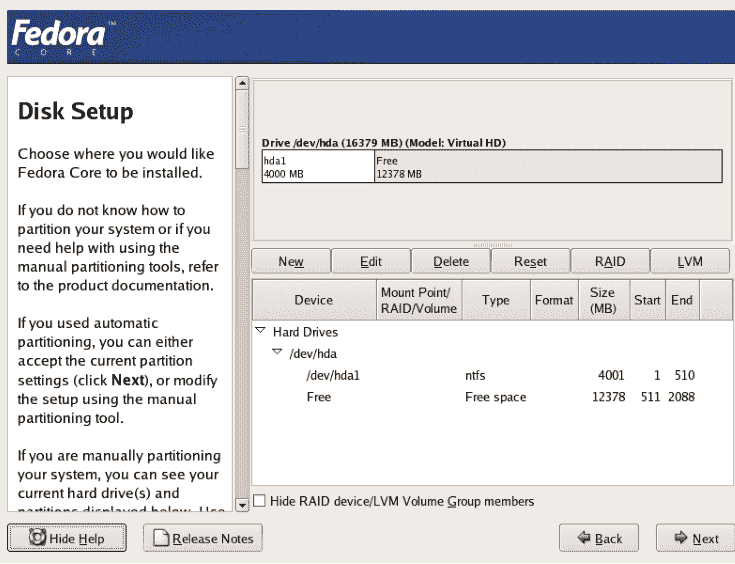 Fedora™
CORE
Disk Setup
Choose where you would like
Fedora Core to be installed.
If you do not know how to
partition your system or if you
need help with using the
manual partitioning tools, refer
to the product documentation.
If you used automatic
partitioning, you can either
accept the current partition
settings (click Next), or modify
the setup using the manual
partitioning tool.
If you are manually partitioning
your system, you can see your
current hard drive(s) and
partitions displayed below. Use
Drive /dev/hda (16379 MB) (Model: Virtual HD)
hda1 Free
4000 MB 12378 MB
New Edit Delete Reset RAID LVM
Device Mount Point/ RAID/Volume Type Format Size (MB) Start End
Hard Drives
/dev/hda
/dev/hda1 ntfs 4001 1 510
Free Free space 12378 511 2088
Hide RAID device/LVM Volume Group members
Hide Help Release Notes Back Next